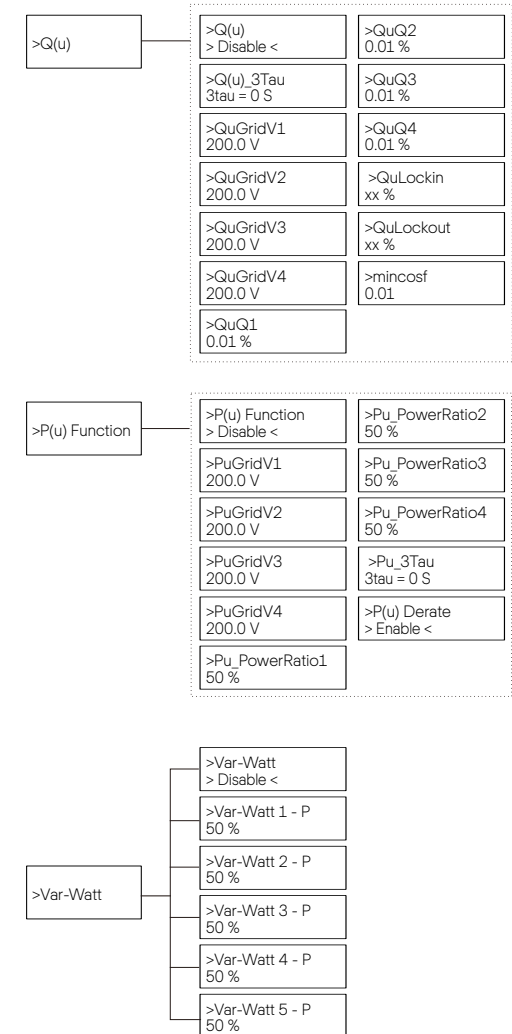 >Q(u)
>Q(u)
> Disable <
>Q(u)_3Tau
3tau = 0 S
>QuGridV1
200.0 V
>QuGridV2
200.0 V
>QuGridV3
200.0 V
>QuGridV4
200.0 V
>QuQ1
0.01 %
>QuQ2
0.01 %
>QuQ3
0.01 %
>QuQ4
0.01 %
>QuLockin
xx %
>QuLockout
xx %
>mincosf
0.01
>P(u) Function
>P(u) Function
> Disable <
>PuGridV1
200.0 V
>PuGridV2
200.0 V
>PuGridV3
200.0 V
>PuGridV4
200.0 V
>Pu_PowerRatio1
50 %
>Pu_PowerRatio2
50 %
>Pu_PowerRatio3
50 %
>Pu_PowerRatio4
50 %
>Pu_3Tau
3tau = 0 S
>P(u) Derate
> Enable <
>Var-Watt
>Var-Watt
> Disable <
>Var-Watt 1 - P
50 %
>Var-Watt 2 - P
50 %
>Var-Watt 3 - P
50 %
>Var-Watt 4 - P
50 %
>Var-Watt 5 - P
50 %